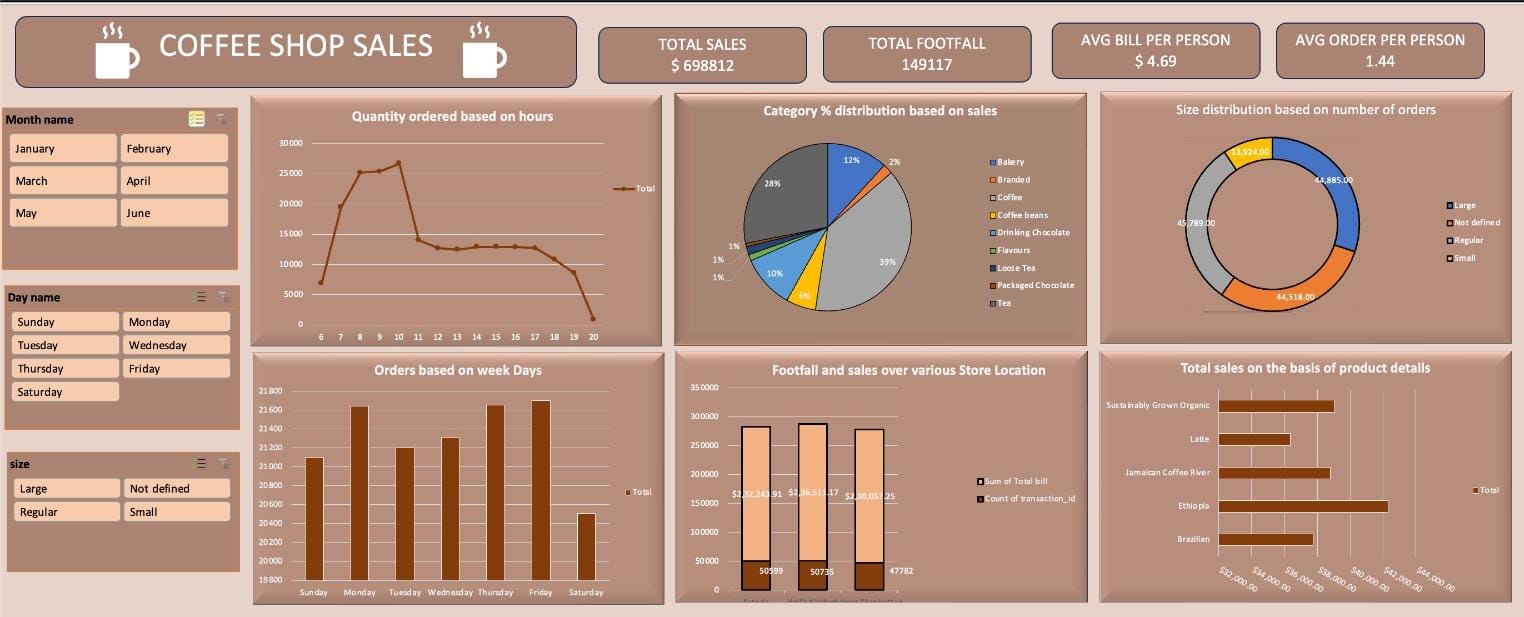 COFFEE SHOP SALES
TOTAL SALES
$ 698812
TOTAL FOOTFALL
149117
AVG BILL PER PERSON
$ 4.69
AVG ORDER PER PERSON
1.44
Month name
January February
March April
May June
Day name
Sunday Monday
Tuesday Wednesday
Thursday Friday
Saturday
size
Large Not defined
Regular Small
Quantity ordered based on hours
30000
25000
20000
15000
10000
5000
0
6 7 8 9 10 11 12 13 14 15 16 17 18 19 20
Total
Category % distribution based on sales
12%
2%
39%
6%
10%
1%
1%
1%
28%
Bakery
Branded
Coffee
Coffee beans
Drinking Chocolate
Flavours
Loose Tea
Packaged Chocolate
Tea
Size distribution based on number of orders
13,924.00
44,885.00
45,789.00
44,518.00
Large
Not defined
Regular
Small
Orders based on week Days
21800
21600
21400
21200
21000
20800
20600
20400
20200
20000
19800
Sunday Monday Tuesday Wednesday Thursday Friday Saturday
Total
Footfall and sales over various Store Location
350000
300000
250000
200000
150000
100000
50000
0
$2,32,243.91 $2,36,511.17 $2,30,057.25
50599 50735 47782
Sum of Total bill
Count of transaction_id
Total sales on the basis of product details
Sustainably Grown Organic
Latte
Jamaican Coffee River
Ethiopia
Brazilian
$32,000.00 $34,000.00 $36,000.00 $38,000.00 $40,000.00 $42,000.00 $44,000.00
Total